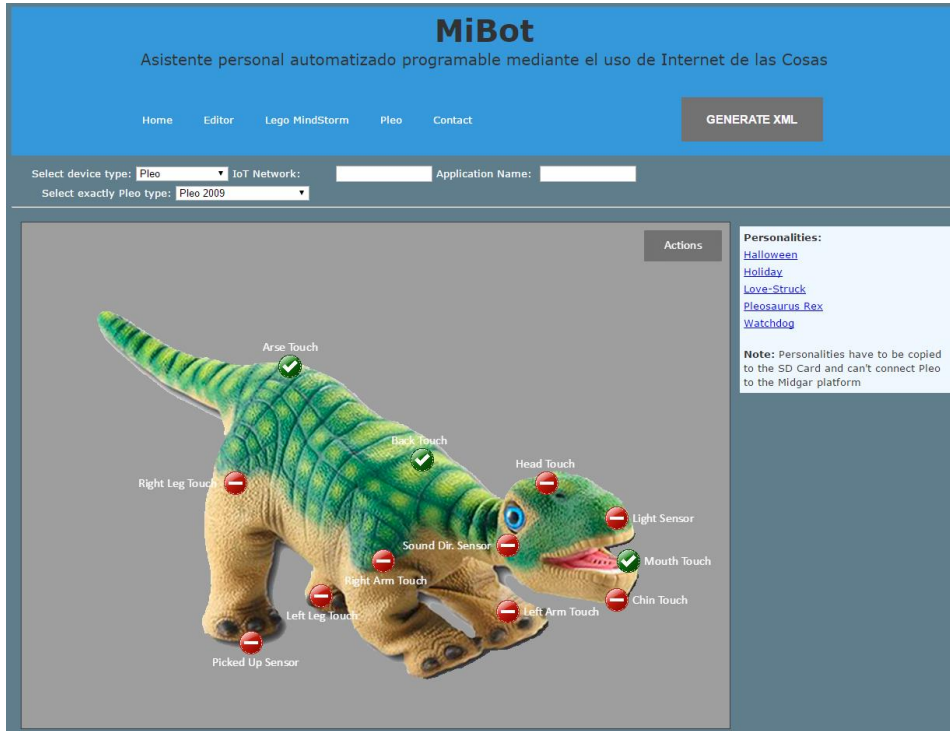 MiBot
Asistente personal automatizado programable mediante el uso de Internet de las Cosas
Home Editor Lego MindStorm Pleo Contact GENERATE XML
Select device type: Pleo IoT Network: Application Name:
Select exactly Pleo type: Pleo 2009
Actions
Personalities:
Halloween
Holiday
Love-Struck
Pleosaurus Rex
Watchdog
Note: Personalities have to be copied
to the SD Card and can't connect Pleo
to the Midgar platform
Arse Touch
Back Touch
Head Touch
Right Leg Touch
Light Sensor
Sound Dir. Sensor
Mouth Touch
Right Arm Touch
Chin Touch
Left Leg Touch
Left Arm Touch
Picked Up Sensor